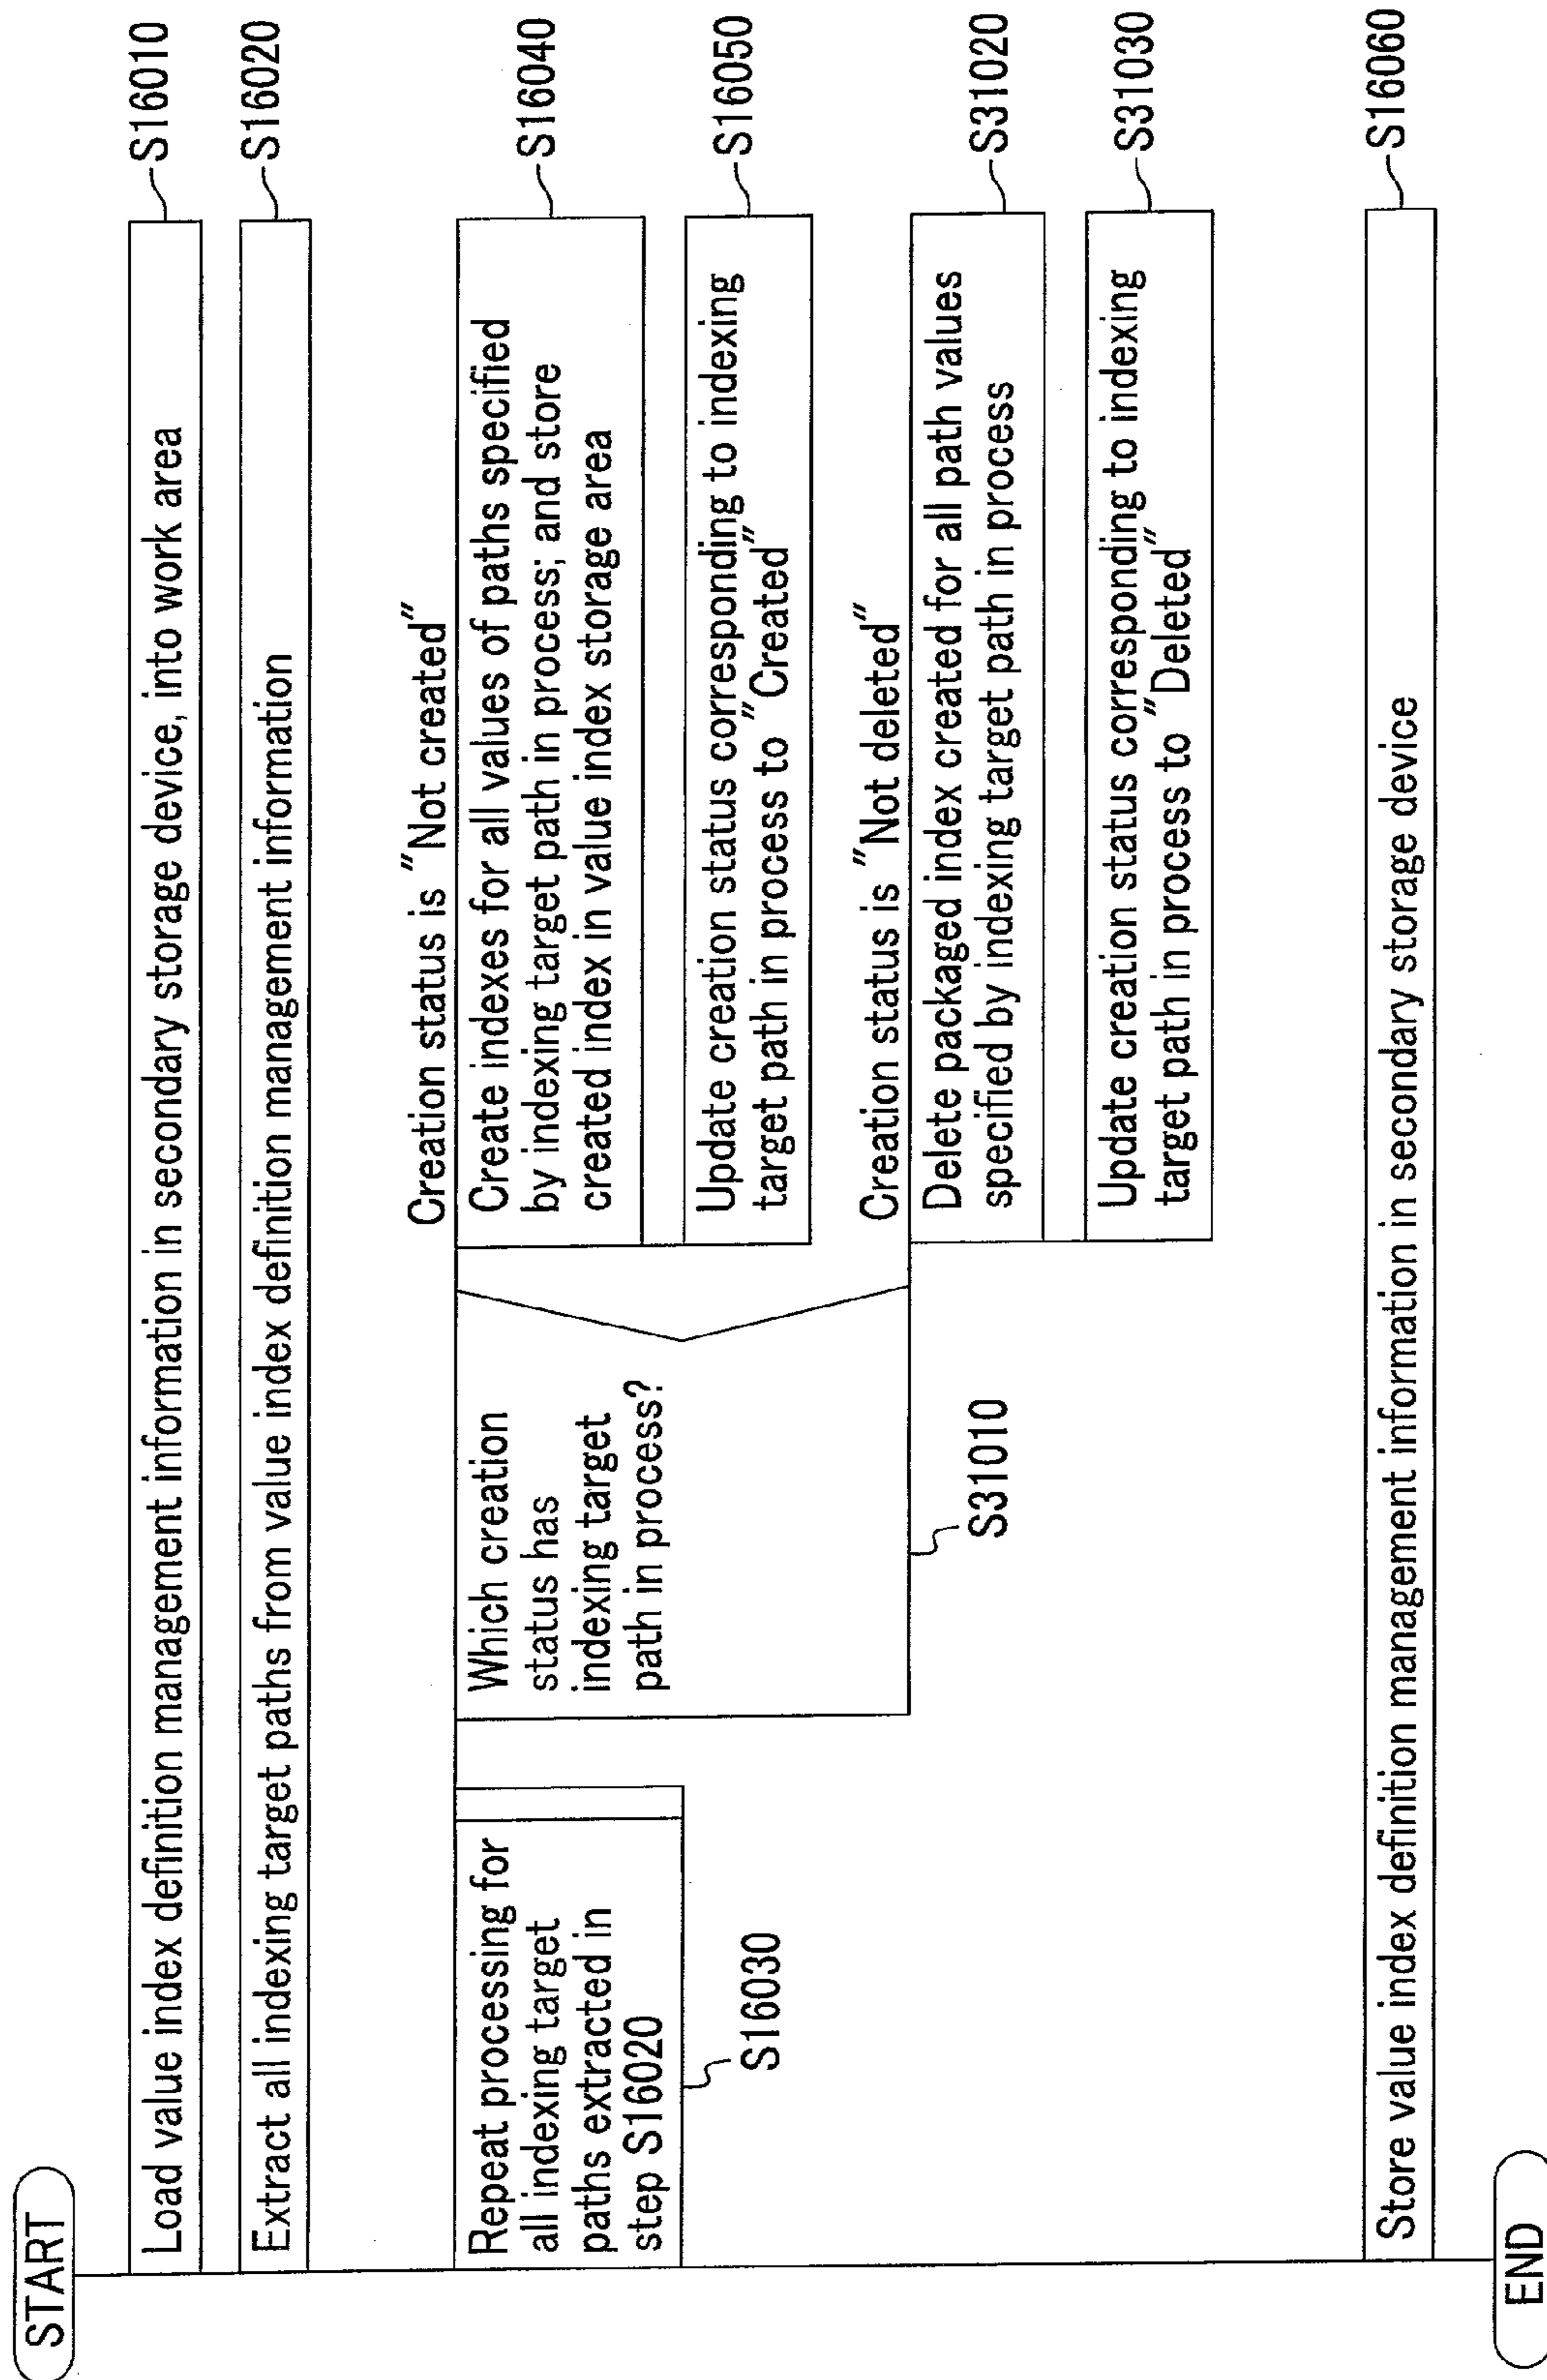 START
Load value index definition management information in secondary storage device, into work area
S16010
Extract all indexing target paths from value index definition management information
S16020
Repeat processing for
all indexing target
paths extracted in
step S16020
S16030
Which creation
status has
indexing target
path in process?
S31010
Creation status is "Not created"
Create indexes for all values of paths specified
by indexing target path in process; and store
created index in value index storage area
S16040
Update creation status corresponding to indexing
target path in process to "Created"
S16050
Creation status is "Not deleted"
Delete packaged index created for all path values
specified by indexing target path in process
S31020
Update creation status corresponding to indexing
target path in process to "Deleted"
S31030
Store value index definition management information in secondary storage device
S16060
END